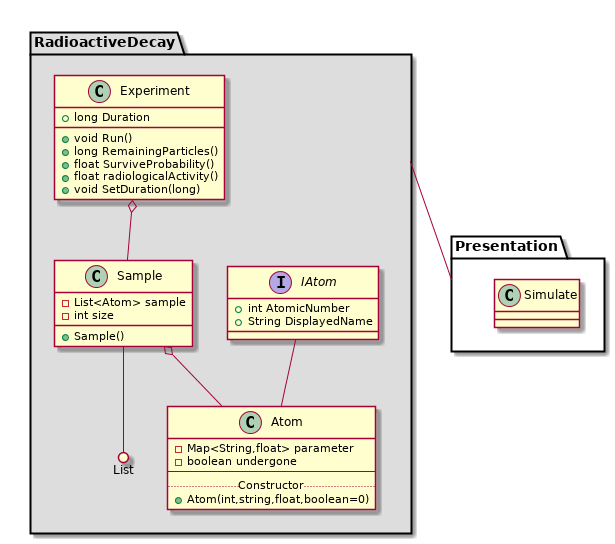 RadioactiveDecay
C Experiment
long Duration
void Run()
long RemainingParticles()
float SurviveProbability()
float radiologicalActivity()
void SetDuration(long)
C Sample
List<Atom> sample
int size
Sample()
I IAtom
int AtomicNumber
String DisplayedName
List
C Atom
Map<String,float> parameter
boolean undergone
Constructor
Atom(int,string,float,boolean=0)
Presentation
C Simulate